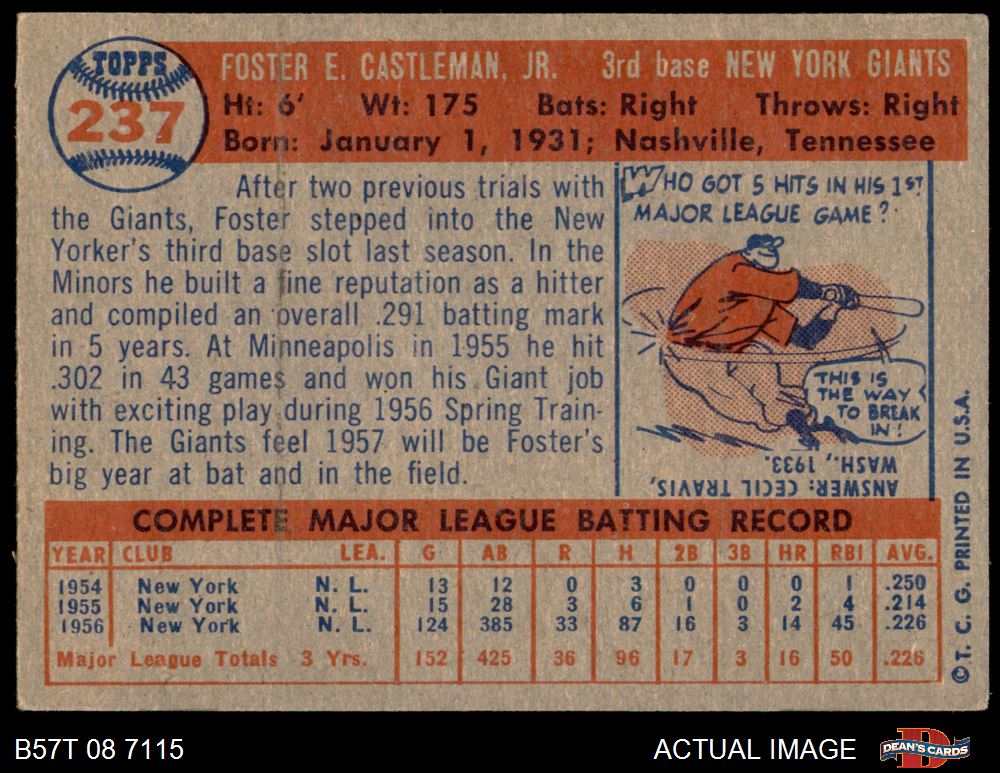 TOPPS
237
FOSTER E. CASTLEMAN, JR. 3rd base NEW YORK GIANTS
Ht: 6' Wt: 175 Bats: Right Throws: Right
Born: January 1, 1931; Nashville, Tennessee
After two previous trials with
the Giants, Foster stepped into the New
Yorker's third base slot last season. In the
Minors he built a fine reputation as a hitter
and compiled an overall .291 batting mark
in 5 years. At Minneapolis in 1955 he hit
.302 in 43 games and won his Giant job
with exciting play during 1956 Spring Train-
ing. The Giants feel 1957 will be Foster's
big year at bat and in the field.
WHO GOT 5 HITS IN HIS 1ST
MAJOR LEAGUE GAME?
THIS IS
THE WAY
TO BREAK
IN!
ANSWER: CECIL TRAVIS,
WASH., 1933.
COMPLETE MAJOR LEAGUE BATTING RECORD
YEAR CLUB LEA. G AB R H 2B 3B HR RBI AVG.
1954 New York N. L. 13 12 0 3 0 0 0 1 .250
1955 New York N. L. 15 28 3 6 1 0 2 4 .214
1956 New York N. L. 124 385 33 87 16 3 14 45 .226
Major League Totals 3 Yrs. 152 425 36 96 17 3 16 50 .226
©T. C. G. PRINTED IN U.S.A.
B57T 08 7115 ACTUAL IMAGE
DEAN'S CARDS